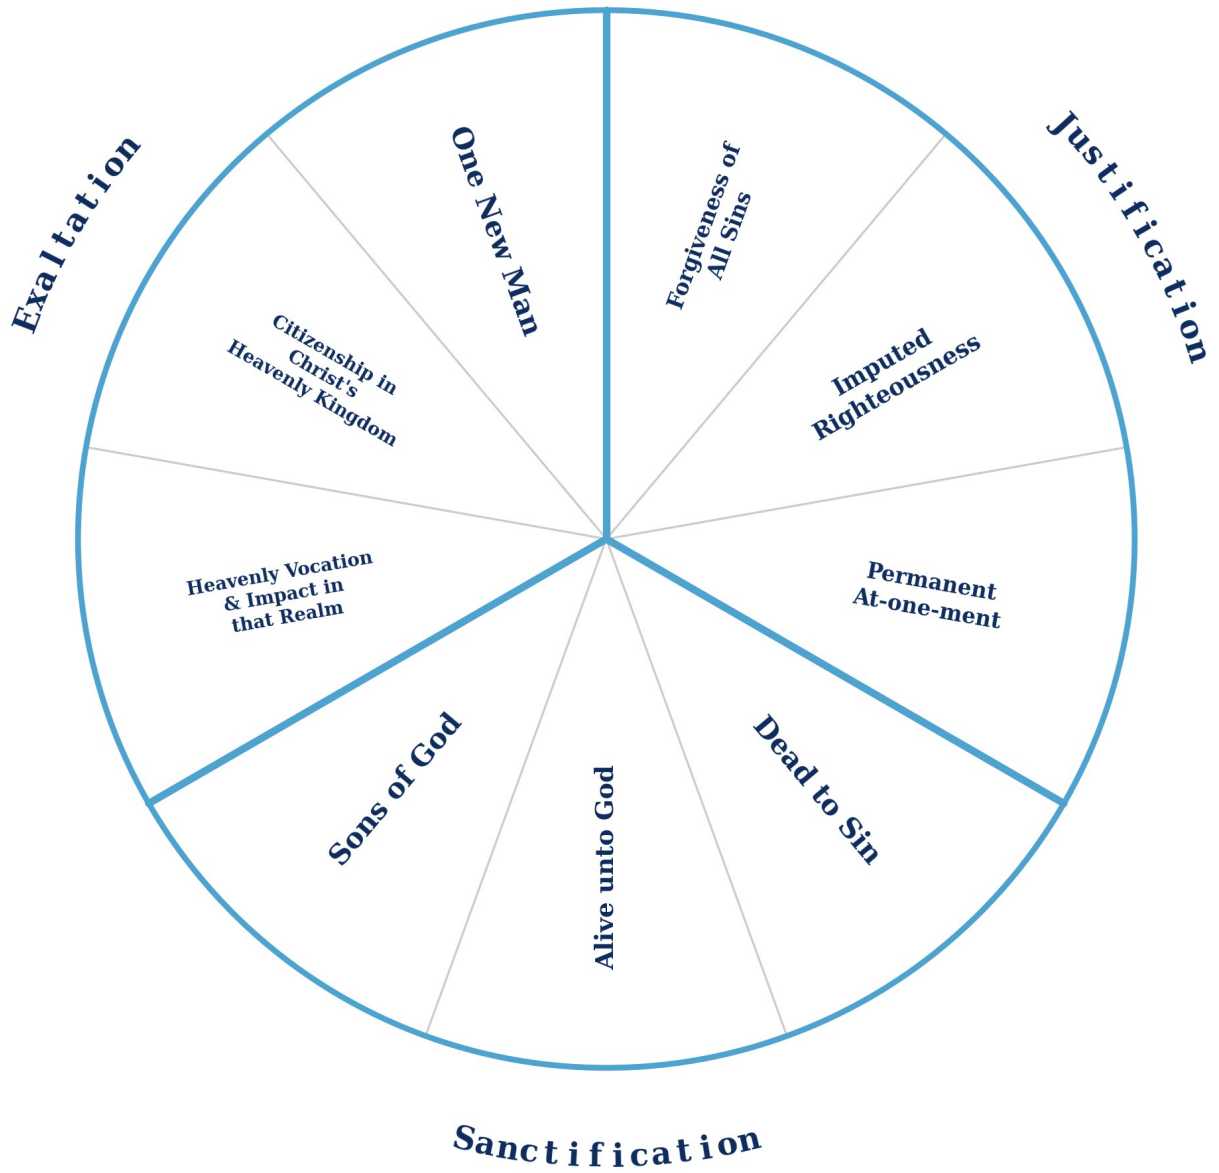 Justification
Forgiveness of
All Sins
Imputed
Righteousness
Permanent
At-one-ment
Sanctification
Dead to Sin
Alive unto God
Sons of God
Exaltation
Heavenly Vocation
& Impact in
that Realm
Citizenship in
Christ's
Heavenly Kingdom
One New Man